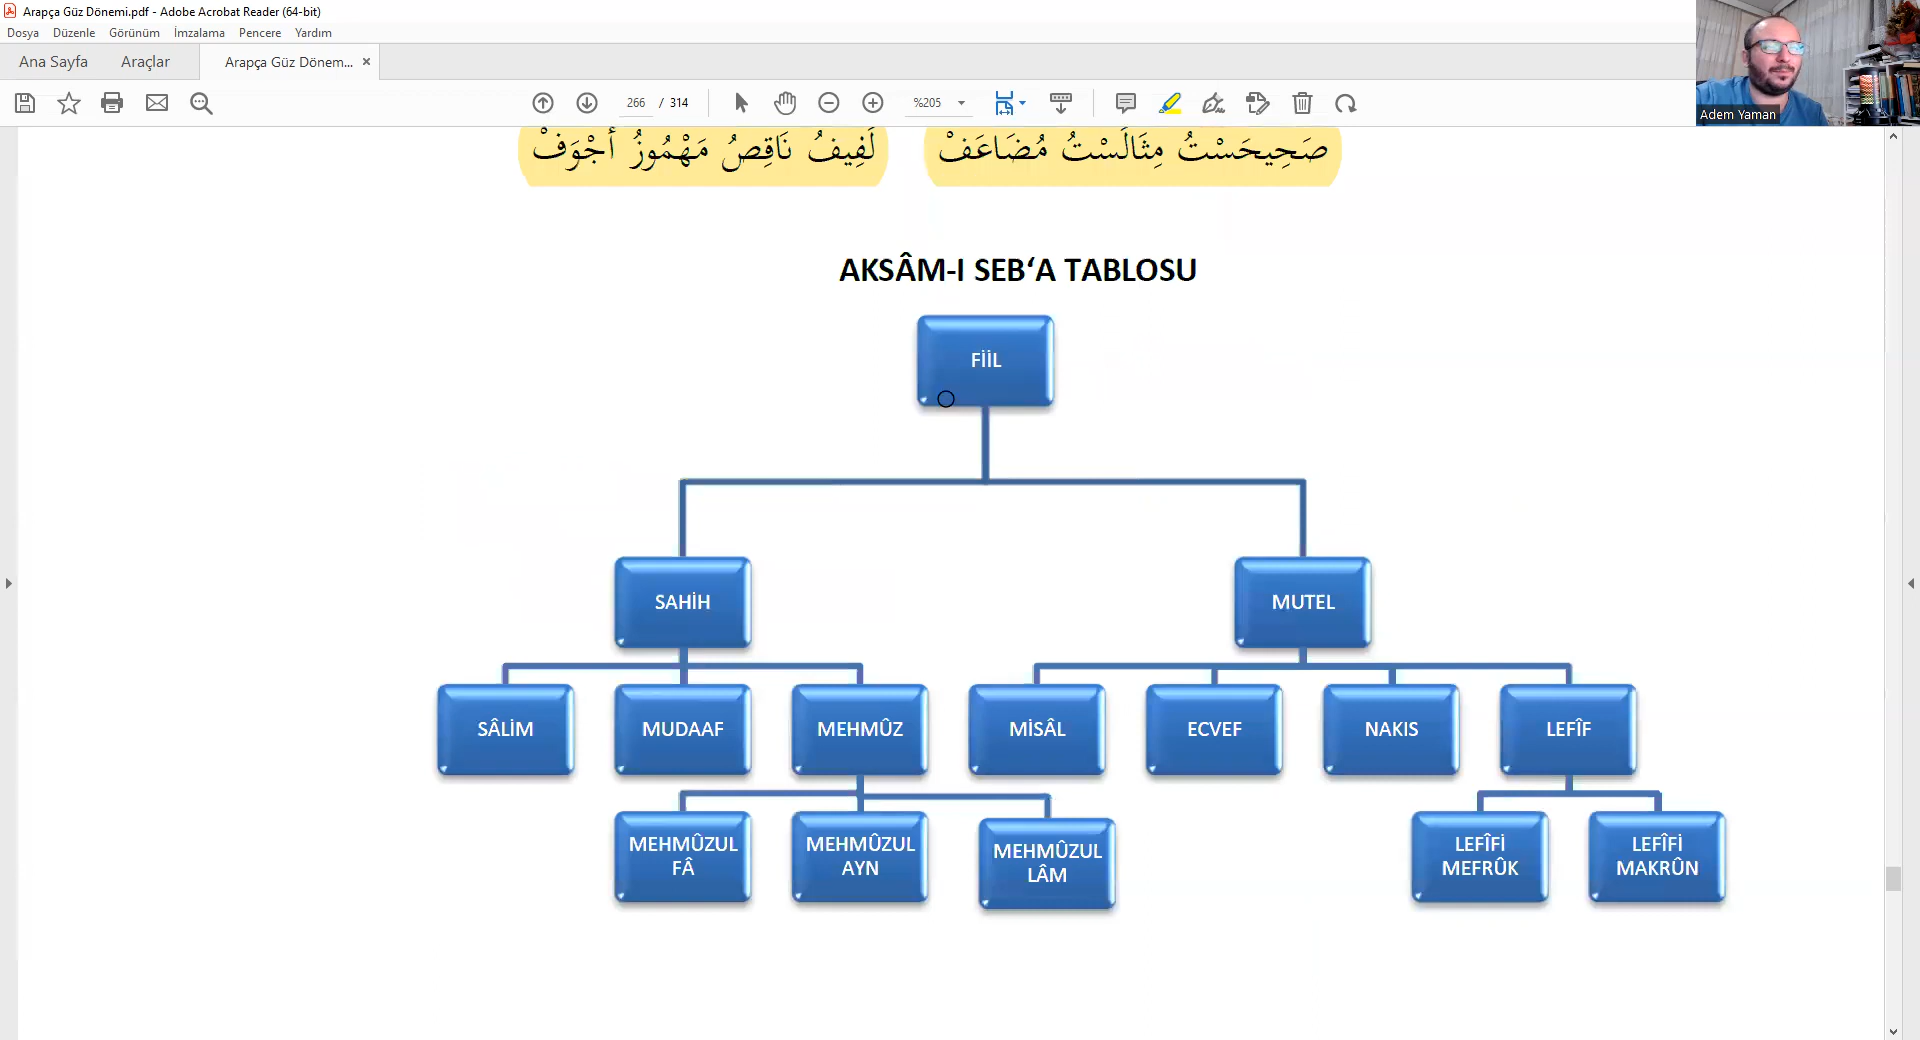 Arapça Güz Dönemi.pdf - Adobe Acrobat Reader (64-bit)
Dosya Düzenle Görünüm İmzalama Pencere Yardım
Ana Sayfa Araçlar Arapça Güz Dönem... ×
266 / 314 %205
Adem Yaman
صَحِيحَسْتُ مِثَالَسْتُ مُضَاعَفْ لَفِيفُ نَاقِصُ مَهْمُوزُ أَجْوَفْ
AKSÂM-I SEB‘A TABLOSU
FİİL
SAHİH MUTEL
SÂLİM MUDAAF MEHMÛZ MİSÂL ECVEF NAKIS LEFÎF
MEHMÛZUL FÂ
MEHMÛZUL AYN
MEHMÛZUL LÂM
LEFÎFİ MEFRÛK
LEFÎFİ MAKRÛN